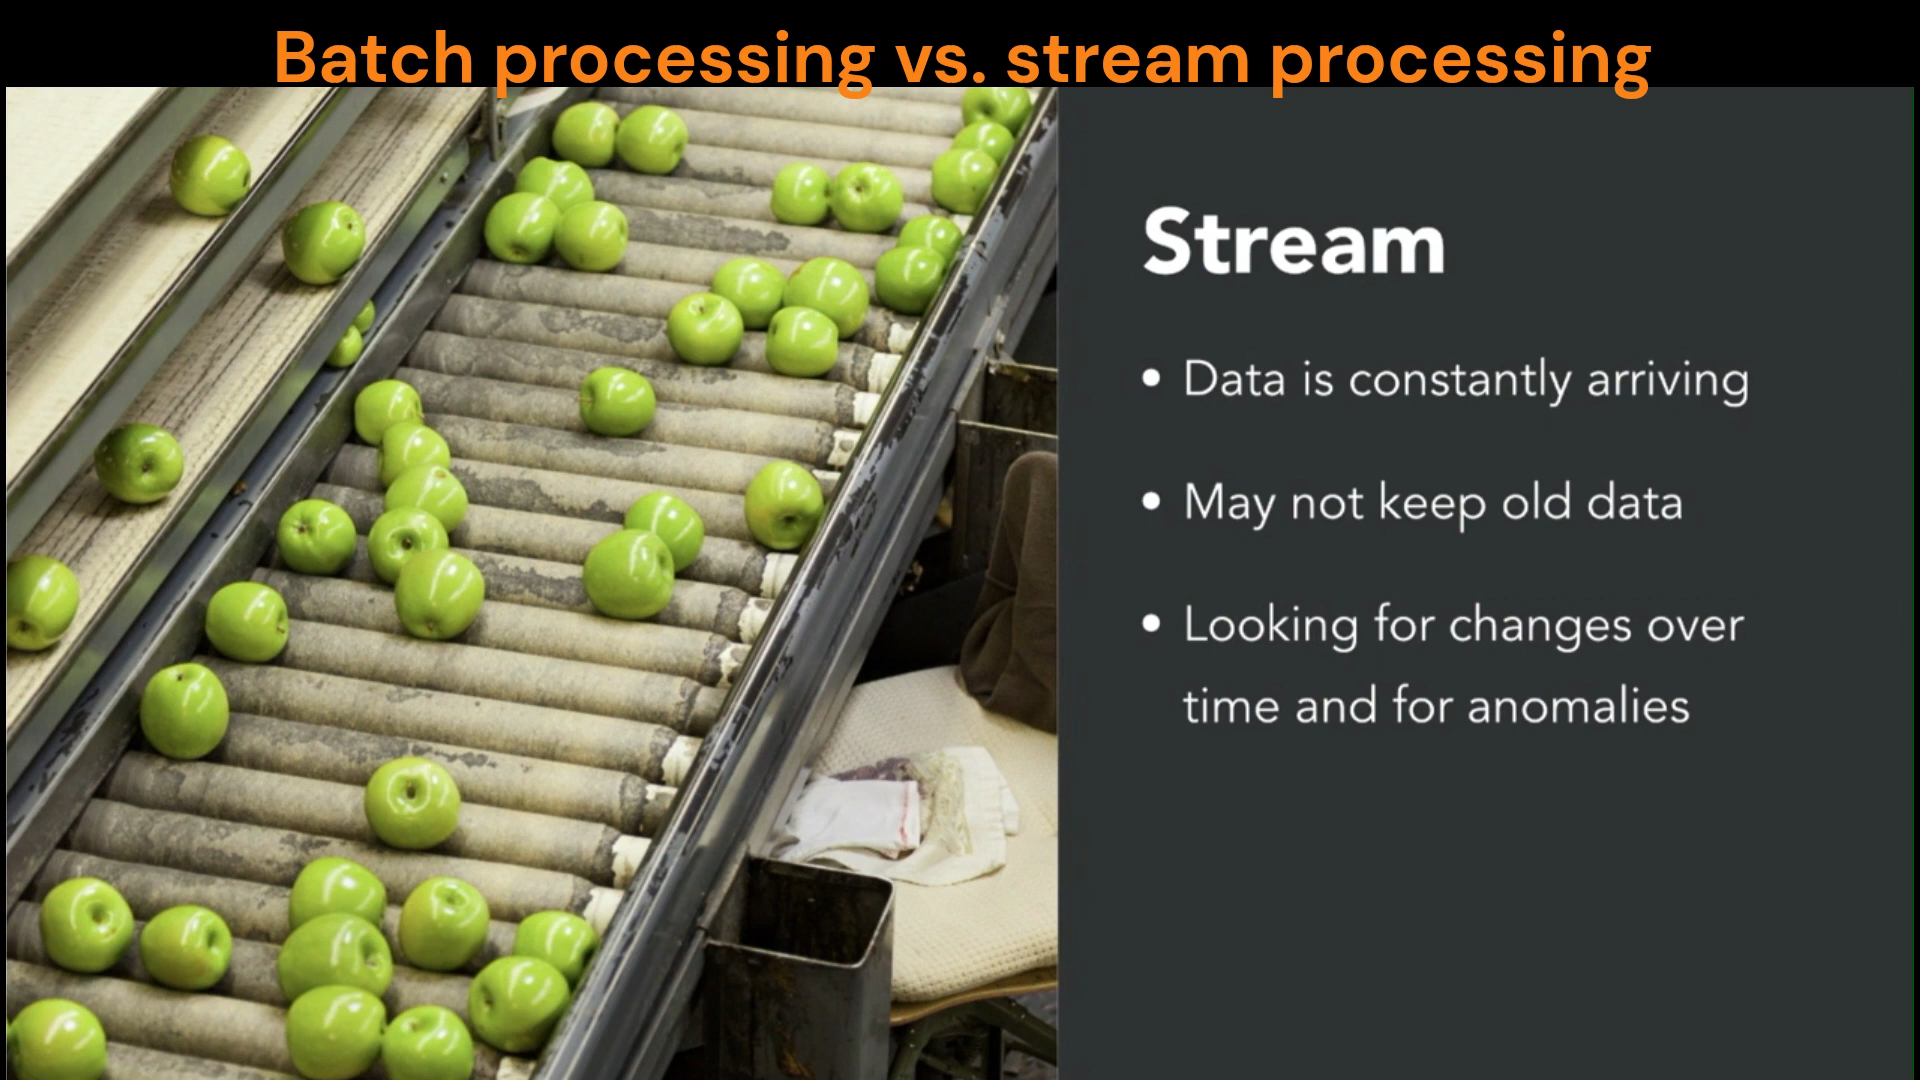 Batch processing vs. stream processing
Stream
• Data is constantly arriving
• May not keep old data
• Looking for changes over
time and for anomalies